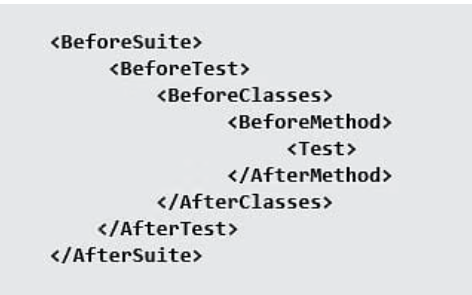 <BeforeSuite>
<BeforeTest>
<BeforeClasses>
<BeforeMethod>
<Test>
</AfterMethod>
</AfterClasses>
</AfterTest>
</AfterSuite>